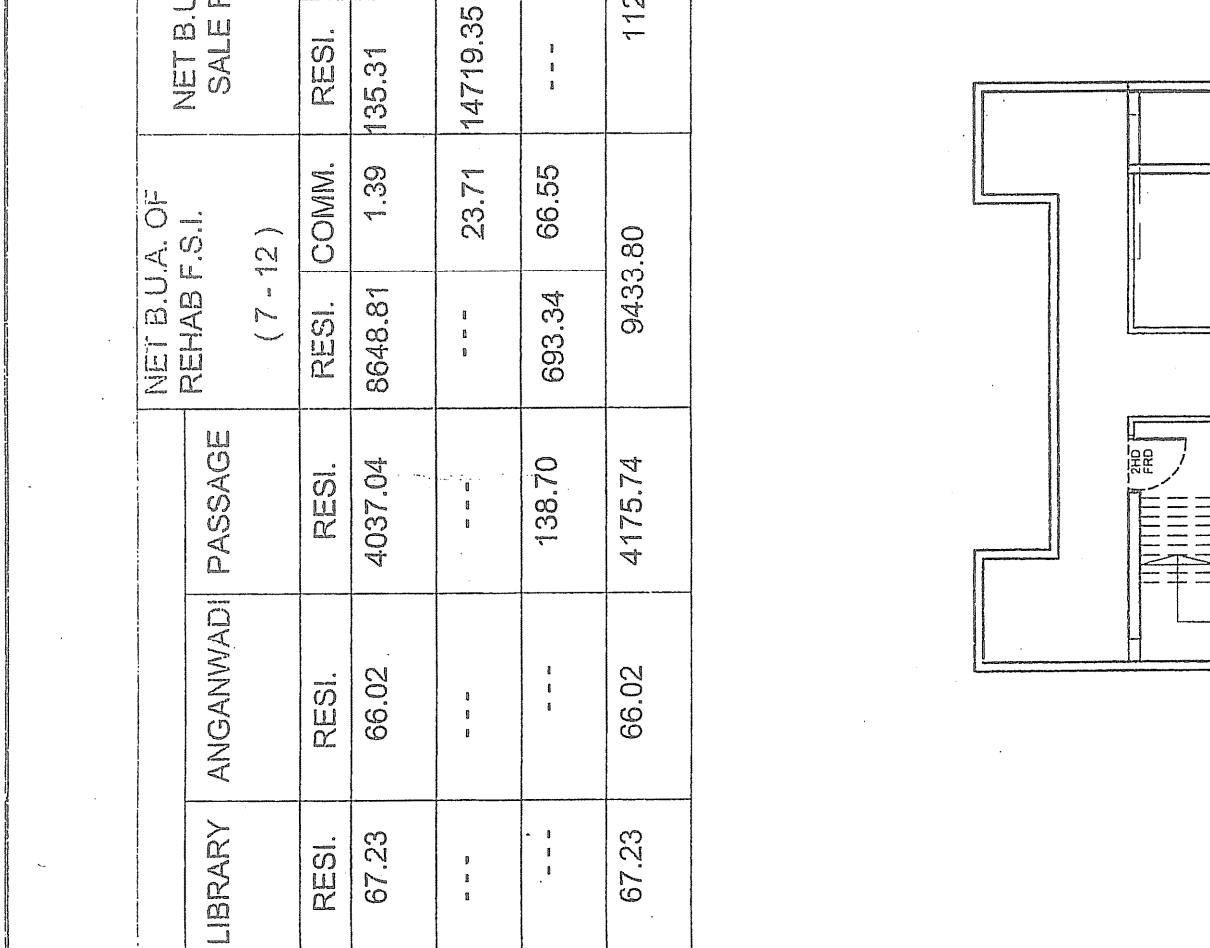 NET B.U.A. OF
REHAB F.S.I.
( 7 - 12 )
SALE
LIBRARY ANGANWADI PASSAGE
RESI. RESI. RESI. RESI. COMM. RESI.
67.23 66.02 4037.04 8648.81 1.39 135.31
--- --- --- --- 23.71 14719.35
--- --- 138.70 693.34 66.55 ---
67.23 66.02 4175.74 9433.80
2HD
FRD